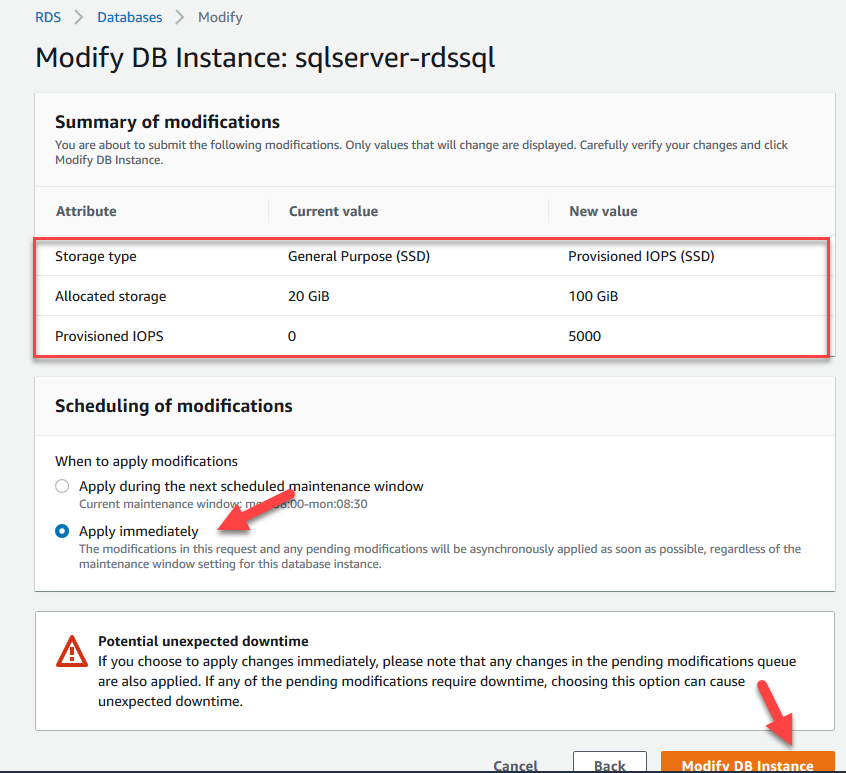 RDS > Databases > Modify
Modify DB Instance: sqlserver-rdssql
Summary of modifications
You are about to submit the following modifications. Only values that will change are displayed. Carefully verify your changes and click
Modify DB Instance.
Attribute Current value New value
Storage type General Purpose (SSD) Provisioned IOPS (SSD)
Allocated storage 20 GiB 100 GiB
Provisioned IOPS 0 5000
Scheduling of modifications
When to apply modifications
Apply during the next scheduled maintenance window
Current maintenance window: :00-mon:08:30
Apply immediately
The modifications in this request and any pending modifications will be asynchronously applied as soon as possible, regardless of the
maintenance window setting for this database instance.
Potential unexpected downtime
If you choose to apply changes immediately, please note that any changes in the pending modifications queue
are also applied. If any of the pending modifications require downtime, choosing this option can cause
unexpected downtime.
Cancel Back Modify DB Instance